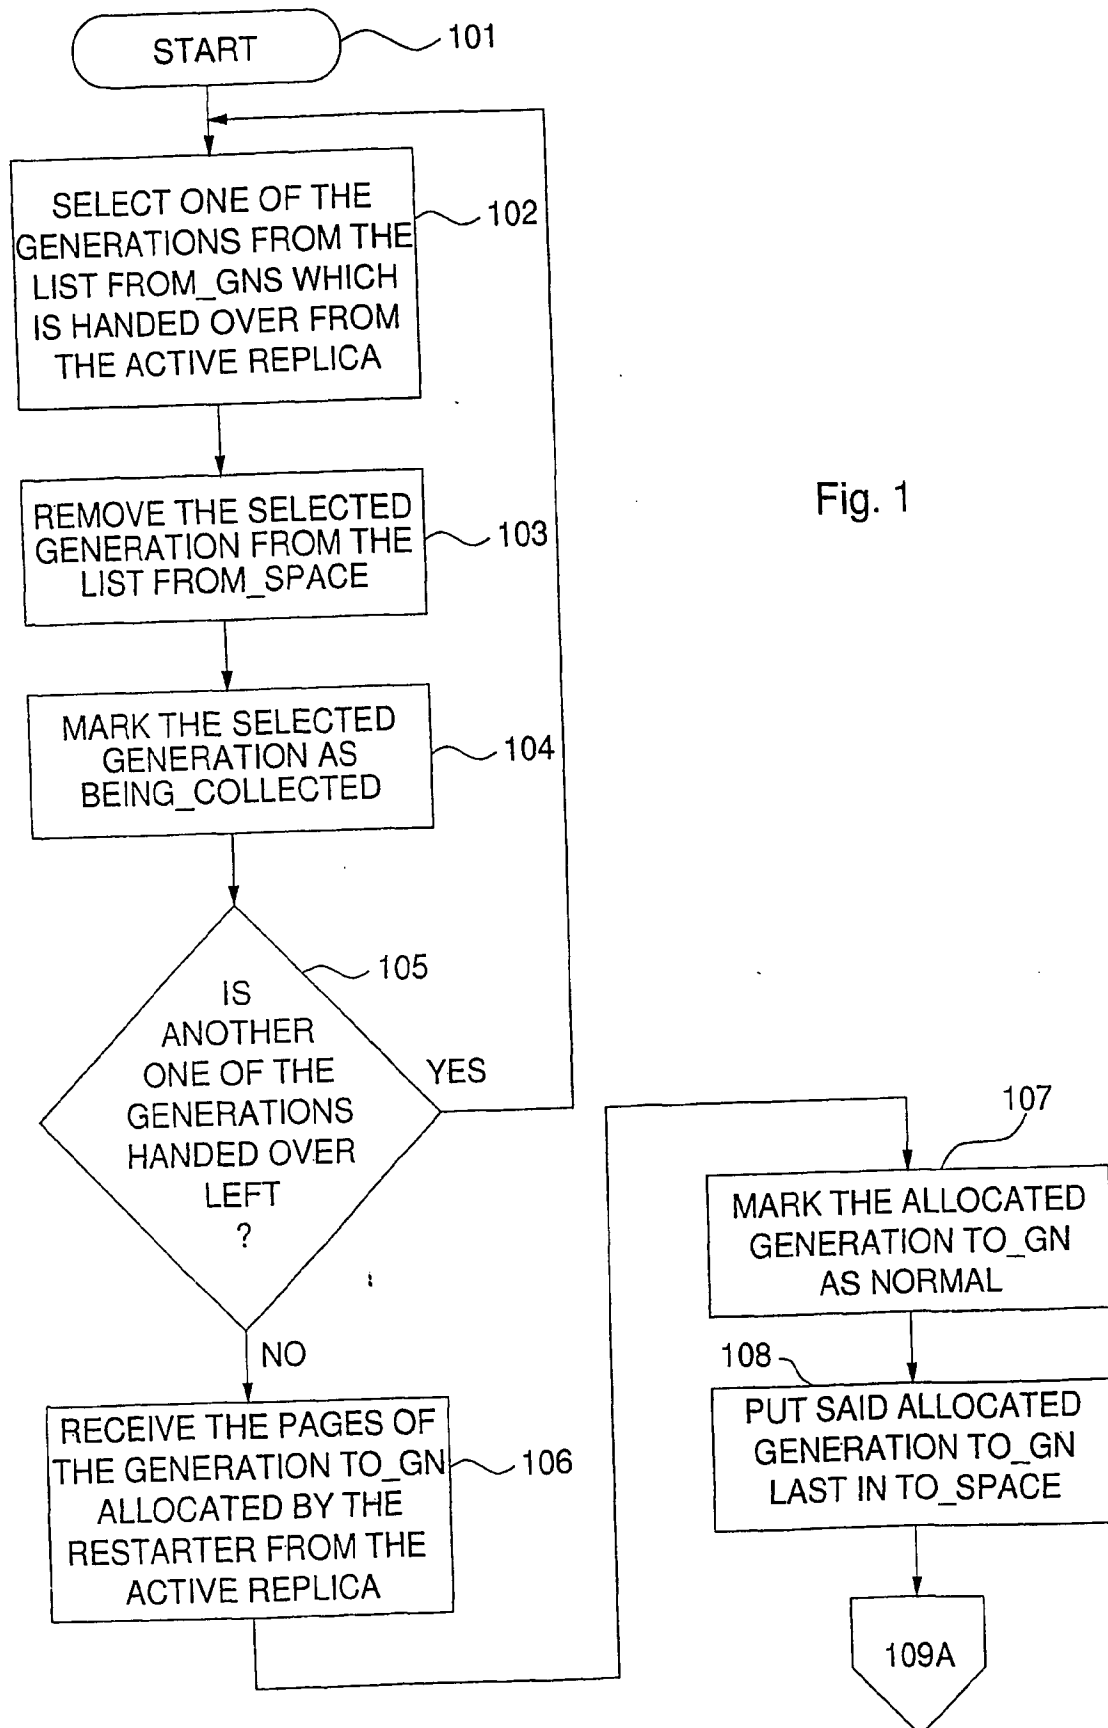 START
101
SELECT ONE OF THE
GENERATIONS FROM THE
LIST FROM_GNS WHICH
IS HANDED OVER FROM
THE ACTIVE REPLICA
102
REMOVE THE SELECTED
GENERATION FROM THE
LIST FROM_SPACE
103
Fig. 1
MARK THE SELECTED
GENERATION AS
BEING_COLLECTED
104
IS
ANOTHER
ONE OF THE
GENERATIONS
HANDED OVER
LEFT
?
105
YES
NO
RECEIVE THE PAGES OF
THE GENERATION TO_GN
ALLOCATED BY THE
RESTARTER FROM THE
ACTIVE REPLICA
106
107
MARK THE ALLOCATED
GENERATION TO_GN
AS NORMAL
108
PUT SAID ALLOCATED
GENERATION TO_GN
LAST IN TO_SPACE
109A